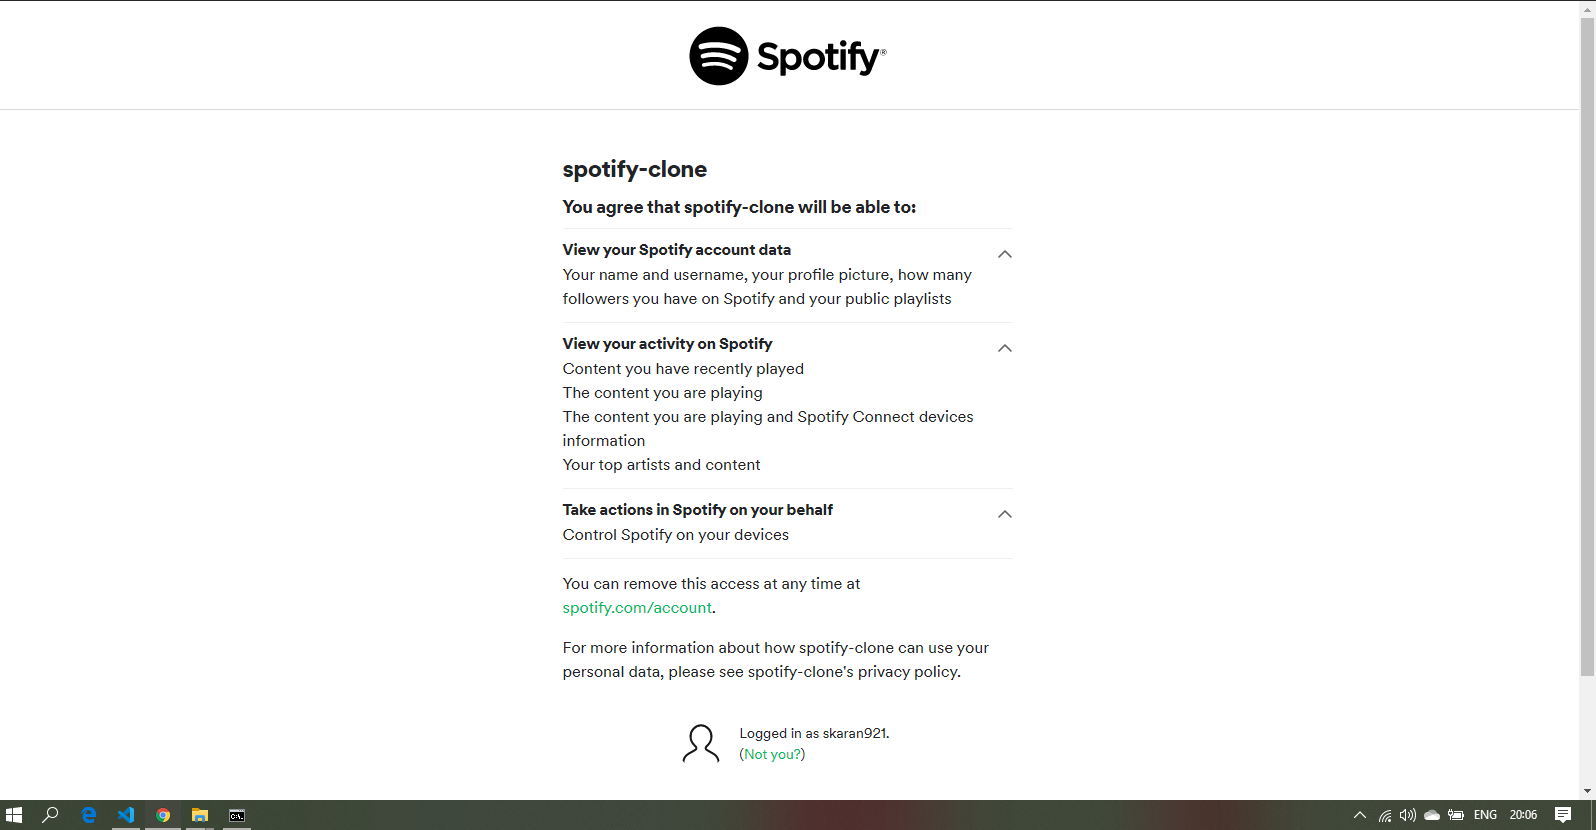 Spotify®
spotify-clone
You agree that spotify-clone will be able to:
View your Spotify account data
Your name and username, your profile picture, how many
followers you have on Spotify and your public playlists
View your activity on Spotify
Content you have recently played
The content you are playing
The content you are playing and Spotify Connect devices
information
Your top artists and content
Take actions in Spotify on your behalf
Control Spotify on your devices
You can remove this access at any time at
spotify.com/account.
For more information about how spotify-clone can use your
personal data, please see spotify-clone's privacy policy.
Logged in as skaran921.
(Not you?)
C:\.
ENG 20:06